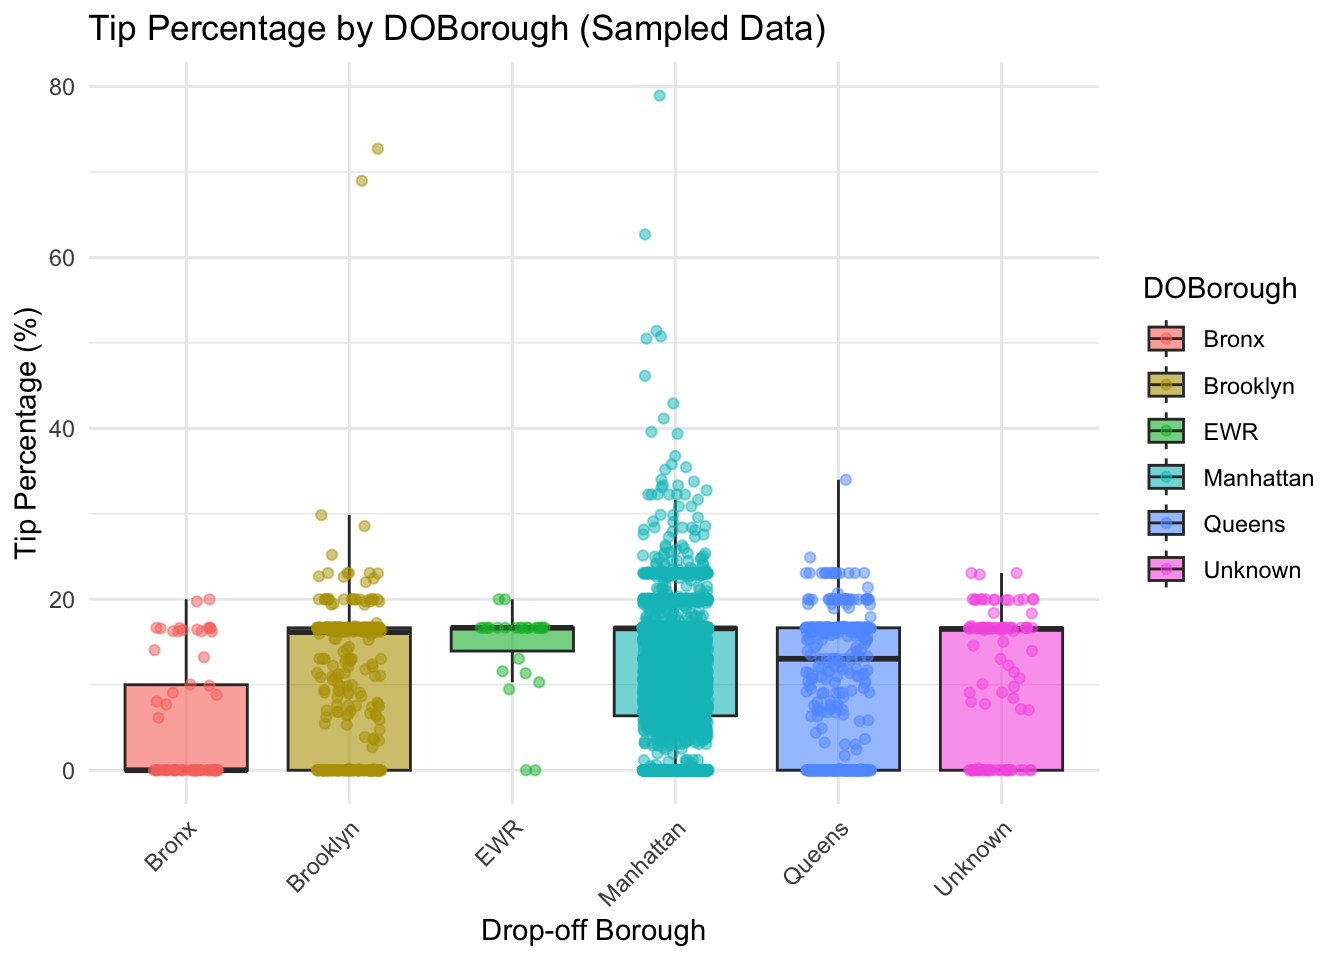 Tip Percentage by DOBorough (Sampled Data)
Tip Percentage (%)
80
60
40
20
0
Bronx
Brooklyn
EWR
Manhattan
Queens
Unknown
Drop-off Borough
DOBorough
Bronx
Brooklyn
EWR
Manhattan
Queens
Unknown